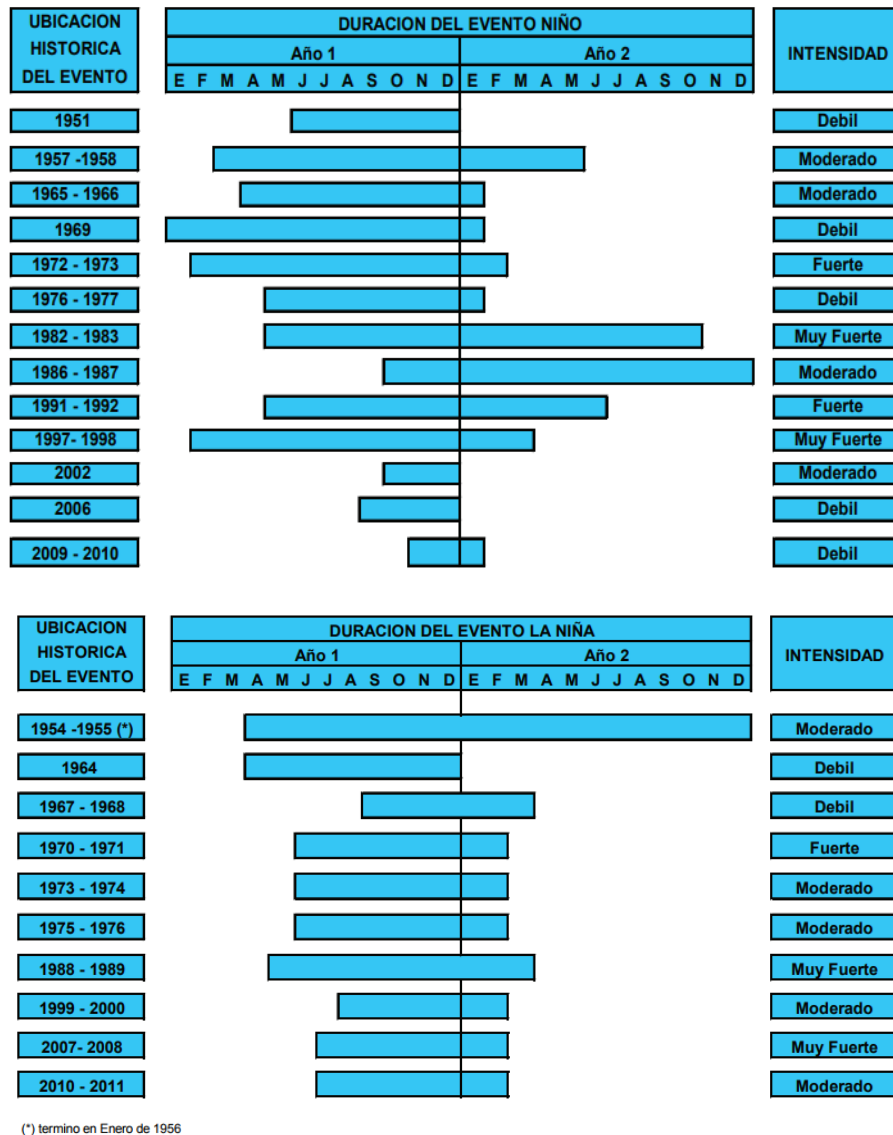 UBICACION
HISTORICA
DEL EVENTO
DURACION DEL EVENTO NIÑO
Año 1 Año 2
E F M A M J J A S O N D E F M A M J J A S O N D
INTENSIDAD
1951 Debil
1957 -1958 Moderado
1965 - 1966 Moderado
1969 Debil
1972 - 1973 Fuerte
1976 - 1977 Debil
1982 - 1983 Muy Fuerte
1986 - 1987 Moderado
1991 - 1992 Fuerte
1997- 1998 Muy Fuerte
2002 Moderado
2006 Debil
2009 - 2010 Debil
UBICACION
HISTORICA
DEL EVENTO
DURACION DEL EVENTO LA NIÑA
Año 1 Año 2
E F M A M J J A S O N D E F M A M J J A S O N D
INTENSIDAD
1954 -1955 (*) Moderado
1964 Debil
1967 - 1968 Debil
1970 - 1971 Fuerte
1973 - 1974 Moderado
1975 - 1976 Moderado
1988 - 1989 Muy Fuerte
1999 - 2000 Moderado
2007- 2008 Muy Fuerte
2010 - 2011 Moderado
(*) termino en Enero de 1956